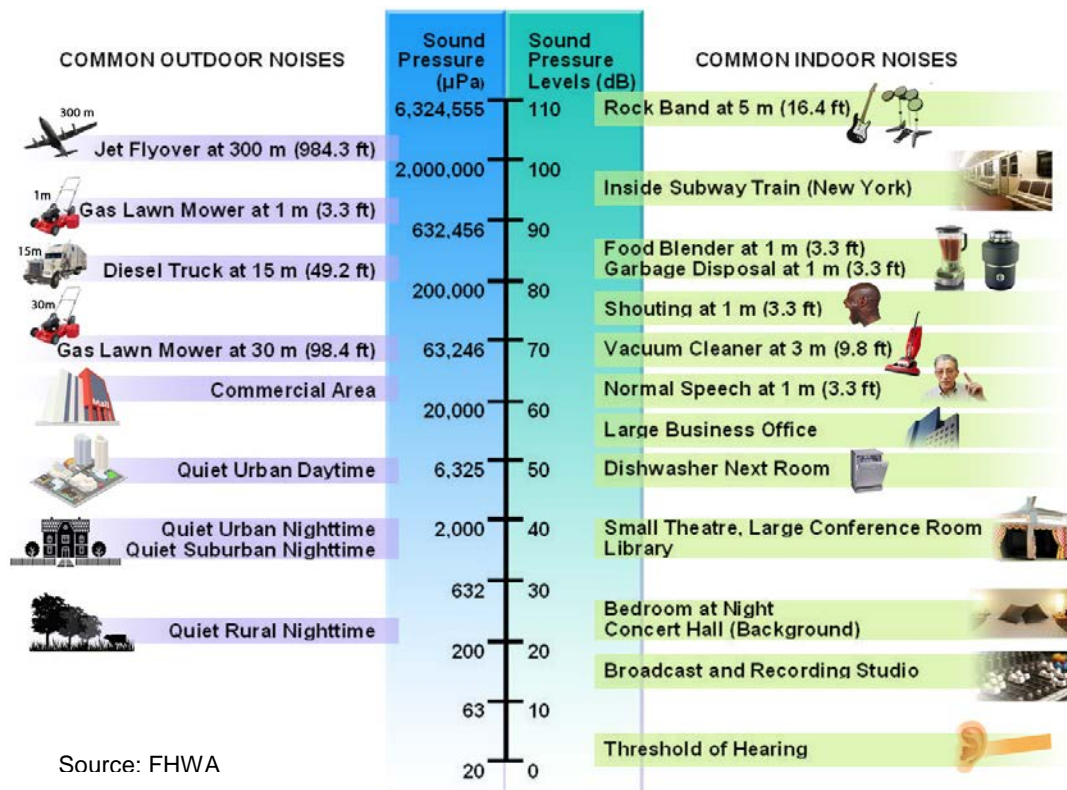 COMMON OUTDOOR NOISES
300 m
Jet Flyover at 300 m (984.3 ft)
1m
Gas Lawn Mower at 1 m (3.3 ft)
15m
Diesel Truck at 15 m (49.2 ft)
30m
Gas Lawn Mower at 30 m (98.4 ft)
Commercial Area
Quiet Urban Daytime
Quiet Urban Nighttime
Quiet Suburban Nighttime
Quiet Rural Nighttime
Source: FHWA
Sound
Pressure
(µPa)
6,324,555
2,000,000
632,456
200,000
63,246
20,000
6,325
2,000
632
200
63
20
Sound
Pressure
Levels (dB)
110
100
90
80
70
60
50
40
30
20
10
0
COMMON INDOOR NOISES
Rock Band at 5 m (16.4 ft)
Inside Subway Train (New York)
Food Blender at 1 m (3.3 ft)
Garbage Disposal at 1 m (3.3 ft)
Shouting at 1 m (3.3 ft)
Vacuum Cleaner at 3 m (9.8 ft)
Normal Speech at 1 m (3.3 ft)
Large Business Office
Dishwasher Next Room
Small Theatre, Large Conference Room
Library
Bedroom at Night
Concert Hall (Background)
Broadcast and Recording Studio
Threshold of Hearing